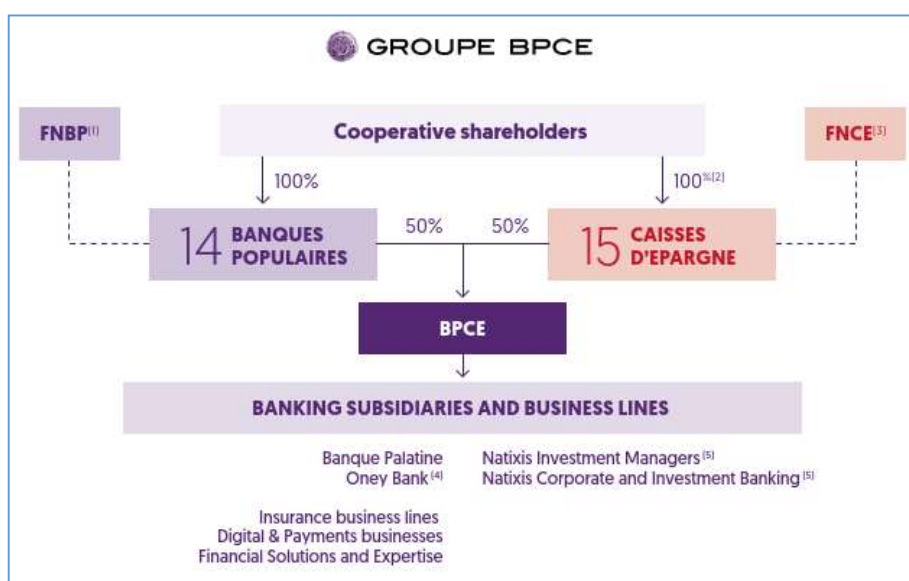 GROUPE BPCE
FNBP(1)
Cooperative shareholders
FNCE(3)
100%
100%(2)
14 BANQUES POPULAIRES
50%
50%
15 CAISSES D'EPARGNE
BPCE
BANKING SUBSIDIARIES AND BUSINESS LINES
Banque Palatine
Oney Bank(4)
Natixis Investment Managers(5)
Natixis Corporate and Investment Banking(5)
Insurance business lines
Digital & Payments businesses
Financial Solutions and Expertise